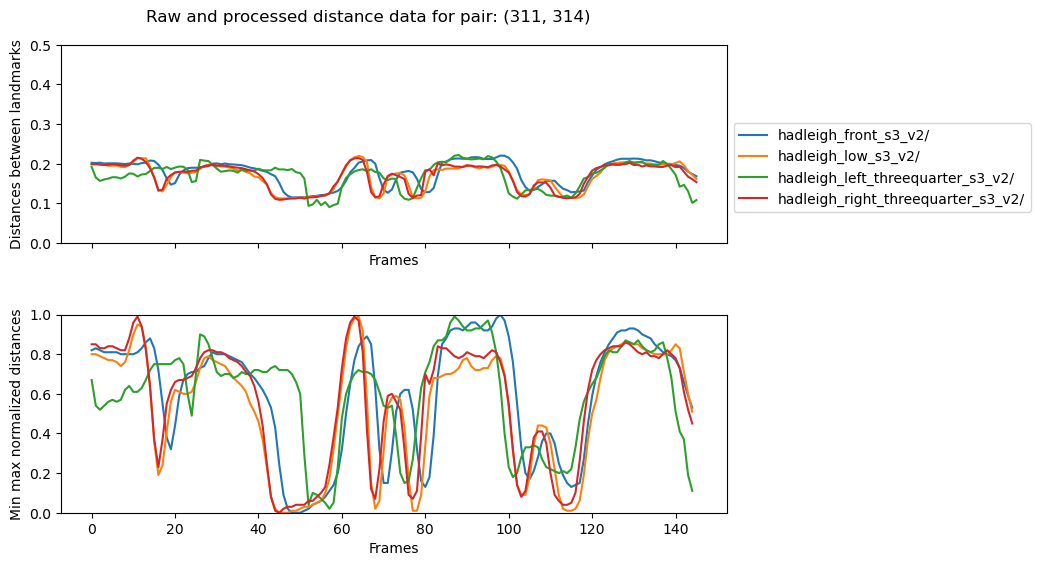 Raw and processed distance data for pair: (311, 314)
Distances between landmarks
0.5
0.4
0.3
0.2
0.1
0.0
Frames
hadleigh_front_s3_v2/
hadleigh_low_s3_v2/
hadleigh_left_threequarter_s3_v2/
hadleigh_right_threequarter_s3_v2/
Min max normalized distances
1.0
0.8
0.6
0.4
0.2
0.0
0 20 40 60 80 100 120 140
Frames